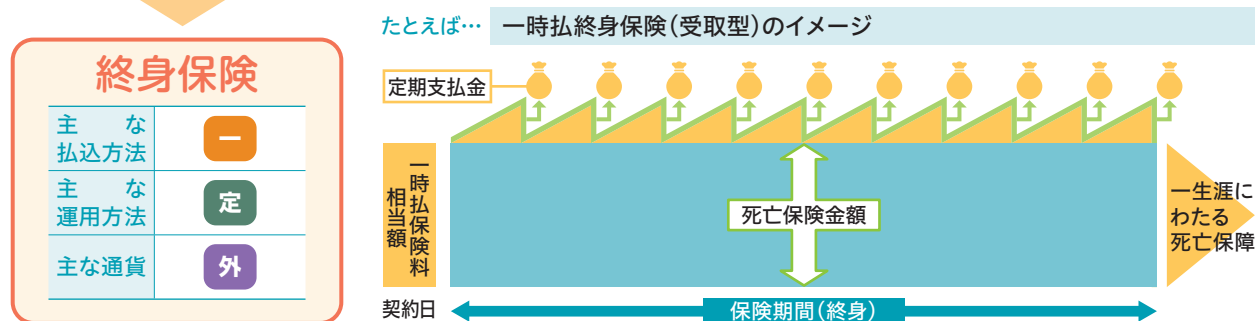 終身保険
主な
払込方法
一
主な
運用方法
定
主な通貨
外
たとえば… 一時払終身保険(受取型)のイメージ
定期支払金
一時払保険料
相当額
死亡保険金額
一生涯に
わたる
死亡保障
契約日
保険期間(終身)